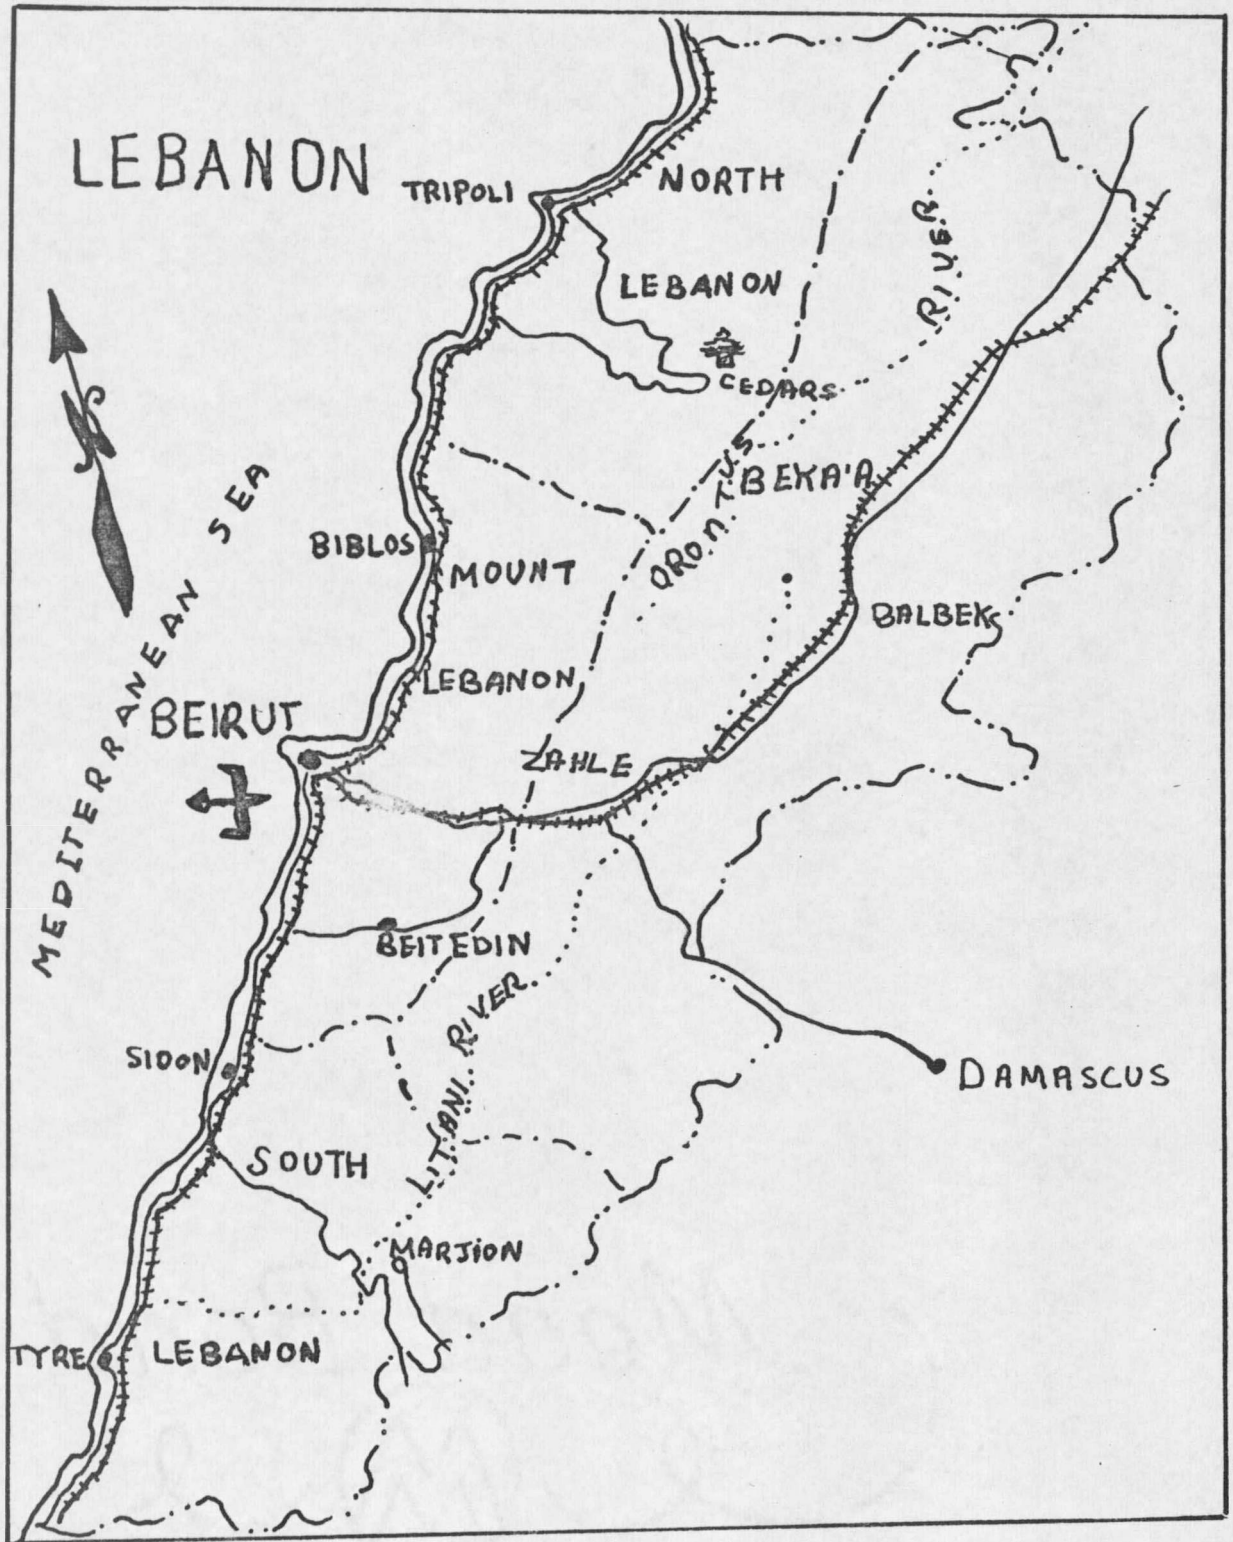 LEBANON
TRIPOLI
NORTH
LEBANON
RIVER
CEDARS
ORONTUS
BEKA'A
MEDITERRANEAN SEA
BIBLOS
MOUNT
LEBANON
BALBEK
BEIRUT
ZAHLE
BEITEDIN
LITANI RIVER
SIDON
DAMASCUS
SOUTH
MARJION
TYRE
LEBANON